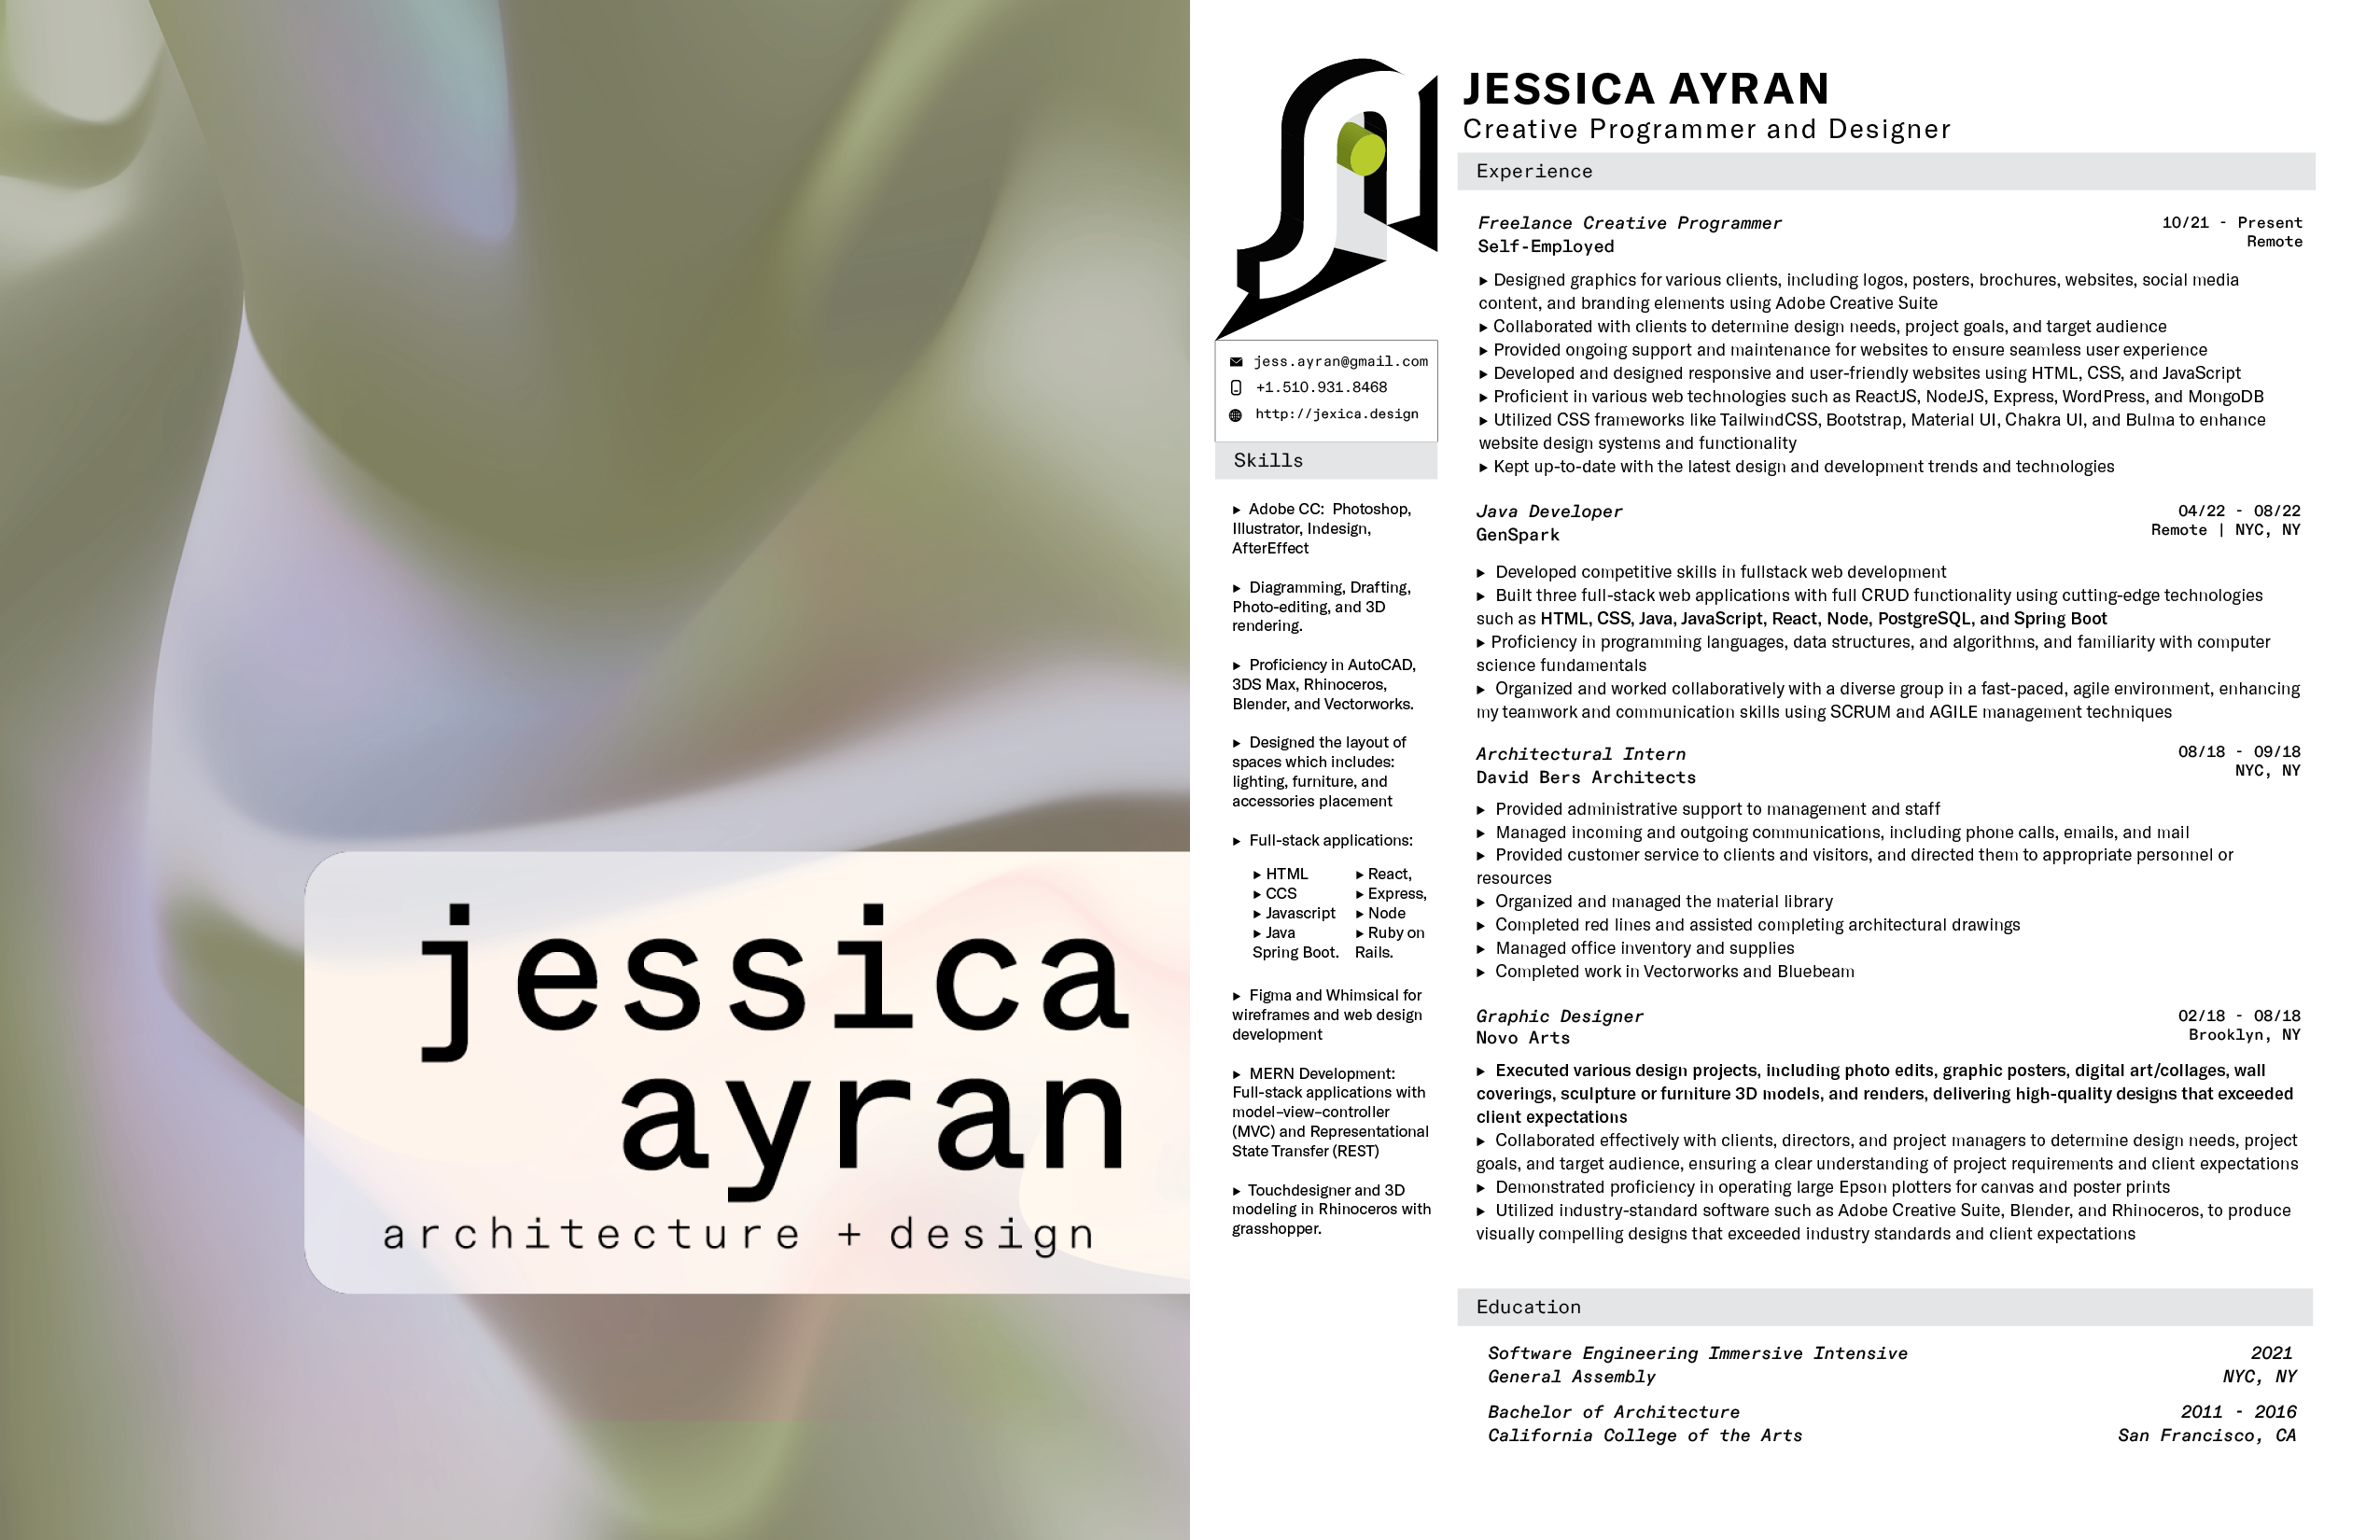 jessica
ayran
architecture + design
JESSICA AYRAN
Creative Programmer and Designer
jess.ayran@gmail.com
+1.510.931.8468
http://jexica.design
Skills
▸ Adobe CC: Photoshop,
Illustrator, Indesign,
AfterEffect
▸ Diagramming, Drafting,
Photo-editing, and 3D
rendering.
▸ Proficiency in AutoCAD,
3DS Max, Rhinoceros,
Blender, and Vectorworks.
▸ Designed the layout of
spaces which includes:
lighting, furniture, and
accessories placement
▸ Full-stack applications:
▸ HTML
▸ CCS
▸ Javascript
▸ Java
Spring Boot.
▸ React,
▸ Express,
▸ Node
▸ Ruby on
Rails.
▸ Figma and Whimsical for
wireframes and web design
development
▸ MERN Development:
Full-stack applications with
model–view–controller
(MVC) and Representational
State Transfer (REST)
▸ Touchdesigner and 3D
modeling in Rhinoceros with
grasshopper.
Experience
Freelance Creative Programmer
10/21 - Present
Self-Employed
Remote
▸ Designed graphics for various clients, including logos, posters, brochures, websites, social media
content, and branding elements using Adobe Creative Suite
▸ Collaborated with clients to determine design needs, project goals, and target audience
▸ Provided ongoing support and maintenance for websites to ensure seamless user experience
▸ Developed and designed responsive and user-friendly websites using HTML, CSS, and JavaScript
▸ Proficient in various web technologies such as ReactJS, NodeJS, Express, WordPress, and MongoDB
▸ Utilized CSS frameworks like TailwindCSS, Bootstrap, Material UI, Chakra UI, and Bulma to enhance
website design systems and functionality
▸ Kept up-to-date with the latest design and development trends and technologies
Java Developer
04/22 - 08/22
GenSpark
Remote | NYC, NY
▸ Developed competitive skills in fullstack web development
▸ Built three full-stack web applications with full CRUD functionality using cutting-edge technologies
such as HTML, CSS, Java, JavaScript, React, Node, PostgreSQL, and Spring Boot
▸ Proficiency in programming languages, data structures, and algorithms, and familiarity with computer
science fundamentals
▸ Organized and worked collaboratively with a diverse group in a fast-paced, agile environment, enhancing
my teamwork and communication skills using SCRUM and AGILE management techniques
Architectural Intern
08/18 - 09/18
David Bers Architects
NYC, NY
▸ Provided administrative support to management and staff
▸ Managed incoming and outgoing communications, including phone calls, emails, and mail
▸ Provided customer service to clients and visitors, and directed them to appropriate personnel or
resources
▸ Organized and managed the material library
▸ Completed red lines and assisted completing architectural drawings
▸ Managed office inventory and supplies
▸ Completed work in Vectorworks and Bluebeam
Graphic Designer
02/18 - 08/18
Novo Arts
Brooklyn, NY
▸ Executed various design projects, including photo edits, graphic posters, digital art/collages, wall
coverings, sculpture or furniture 3D models, and renders, delivering high-quality designs that exceeded
client expectations
▸ Collaborated effectively with clients, directors, and project managers to determine design needs, project
goals, and target audience, ensuring a clear understanding of project requirements and client expectations
▸ Demonstrated proficiency in operating large Epson plotters for canvas and poster prints
▸ Utilized industry-standard software such as Adobe Creative Suite, Blender, and Rhinoceros, to produce
visually compelling designs that exceeded industry standards and client expectations
Education
Software Engineering Immersive Intensive
2021
General Assembly
NYC, NY
Bachelor of Architecture
2011 - 2016
California College of the Arts
San Francisco, CA